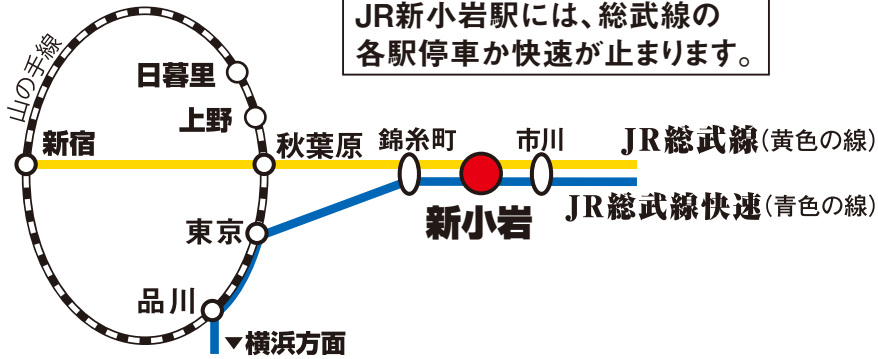 JR新小岩駅には、総武線の
各駅停車か快速が止まります。
山の手線
日暮里
上野
新宿
秋葉原
錦糸町
市川
JR総武線(黄色の線)
東京
新小岩
JR総武線快速(青色の線)
品川
▼横浜方面